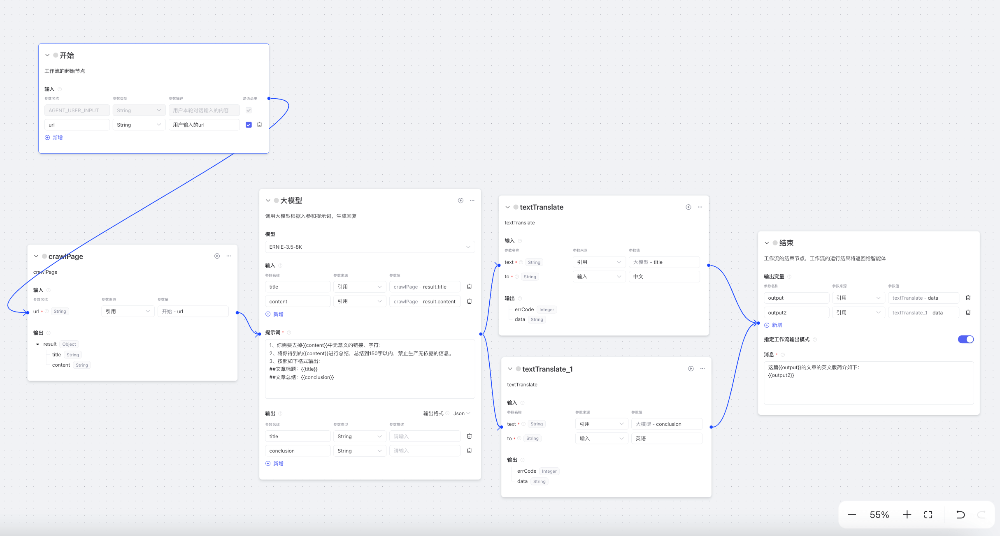 开始
工作流的起始节点
输入
参数名称 参数类型 参数描述 是否必要
AGENT_USER_INPUT String 用户本轮对话输入的内容
url String 用户输入的url
新增
crawlPage
crawlPage
输入
参数名称 参数来源 参数值
url * String 引用 开始 - url
输出
result Object
title String
content String
大模型
调用大模型根据入参和提示词，生成回复
模型
ERNIE-3.5-8K
输入
参数名称 参数来源 参数值
title 引用 crawlPage - result.title
content 引用 crawlPage - result.content
新增
提示词 *
1、你需要去掉{{content}}中无意义的链接、字符；
2、将你得到的{{content}}进行总结，总结到150字以内，禁止生产无依据的信息。
3、按照如下格式输出：
##文章标题：{{title}}
##文章总结：{{conclusion}}
输出 输出格式 Json
参数名称 参数类型 参数描述
title String 请输入
conclusion String 请输入
新增
textTranslate
textTranslate
输入
参数名称 参数来源 参数值
text * String 引用 大模型 - title
to * String 输入 中文
输出
errCode Integer
data String
textTranslate_1
textTranslate
输入
参数名称 参数来源 参数值
text * String 引用 大模型 - conclusion
to * String 输入 英语
输出
errCode Integer
data String
结束
工作流的结束节点，工作流的运行结果将返回给智能体
输出变量
参数名称 参数来源 参数值
output 引用 textTranslate - data
output2 引用 textTranslate_1 - data
新增
指定工作流输出模式
消息 *
这篇{{output}}的文章的英文版简介如下：
{{output2}}
55%